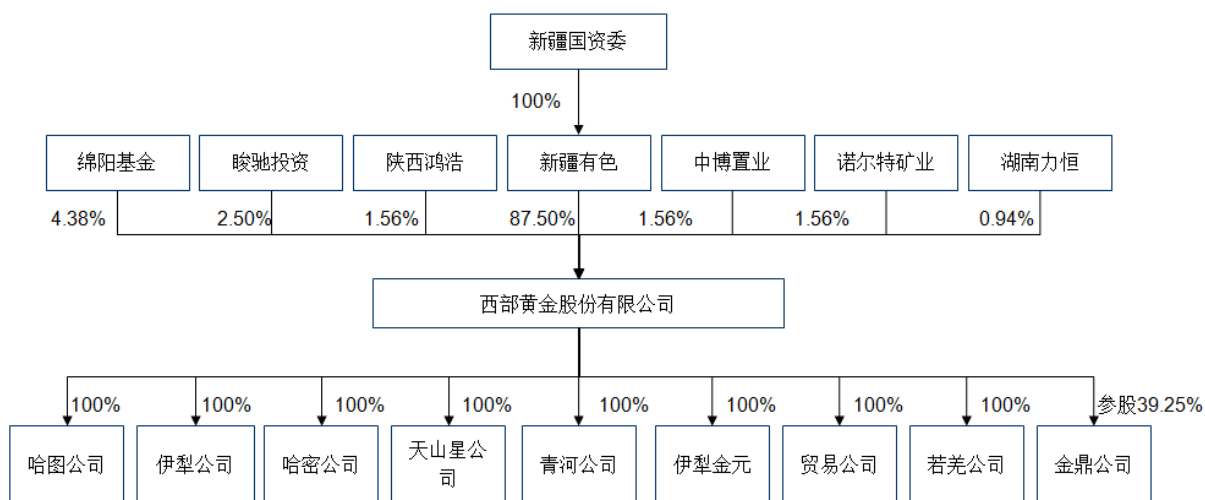 新疆国资委
100%
绵阳基金
睃驰投资
陕西鸿浩
新疆有色
中博置业
诺尔特矿业
湖南力恒
4.38%
2.50%
1.56%
87.50%
1.56%
1.56%
0.94%
西部黄金股份有限公司
100%
100%
100%
100%
100%
100%
100%
100%
参股39.25%
哈图公司
伊犁公司
哈密公司
天山星公
司
青河公司
伊犁金元
贸易公司
若羌公司
金鼎公司